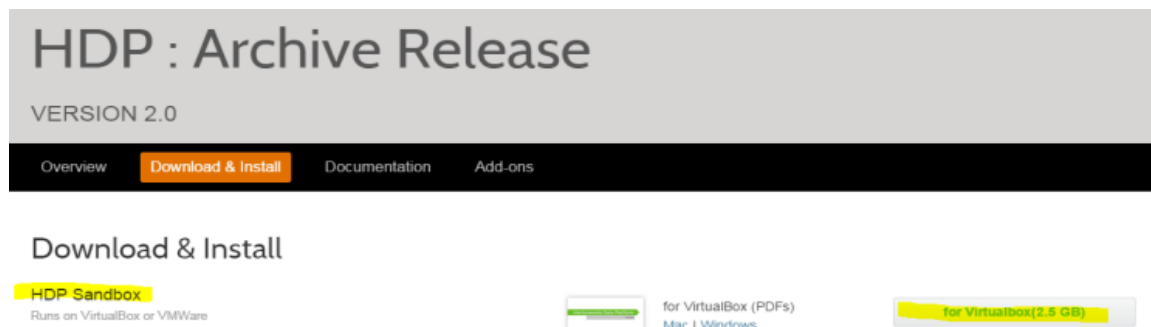 HDP : Archive Release
VERSION 2.0
Overview Download & Install Documentation Add-ons
Download & Install
HDP Sandbox
Runs on VirtualBox or VMWare
for VirtualBox (PDFs)
Mac | Windows
for Virtualbox(2.5 GB)